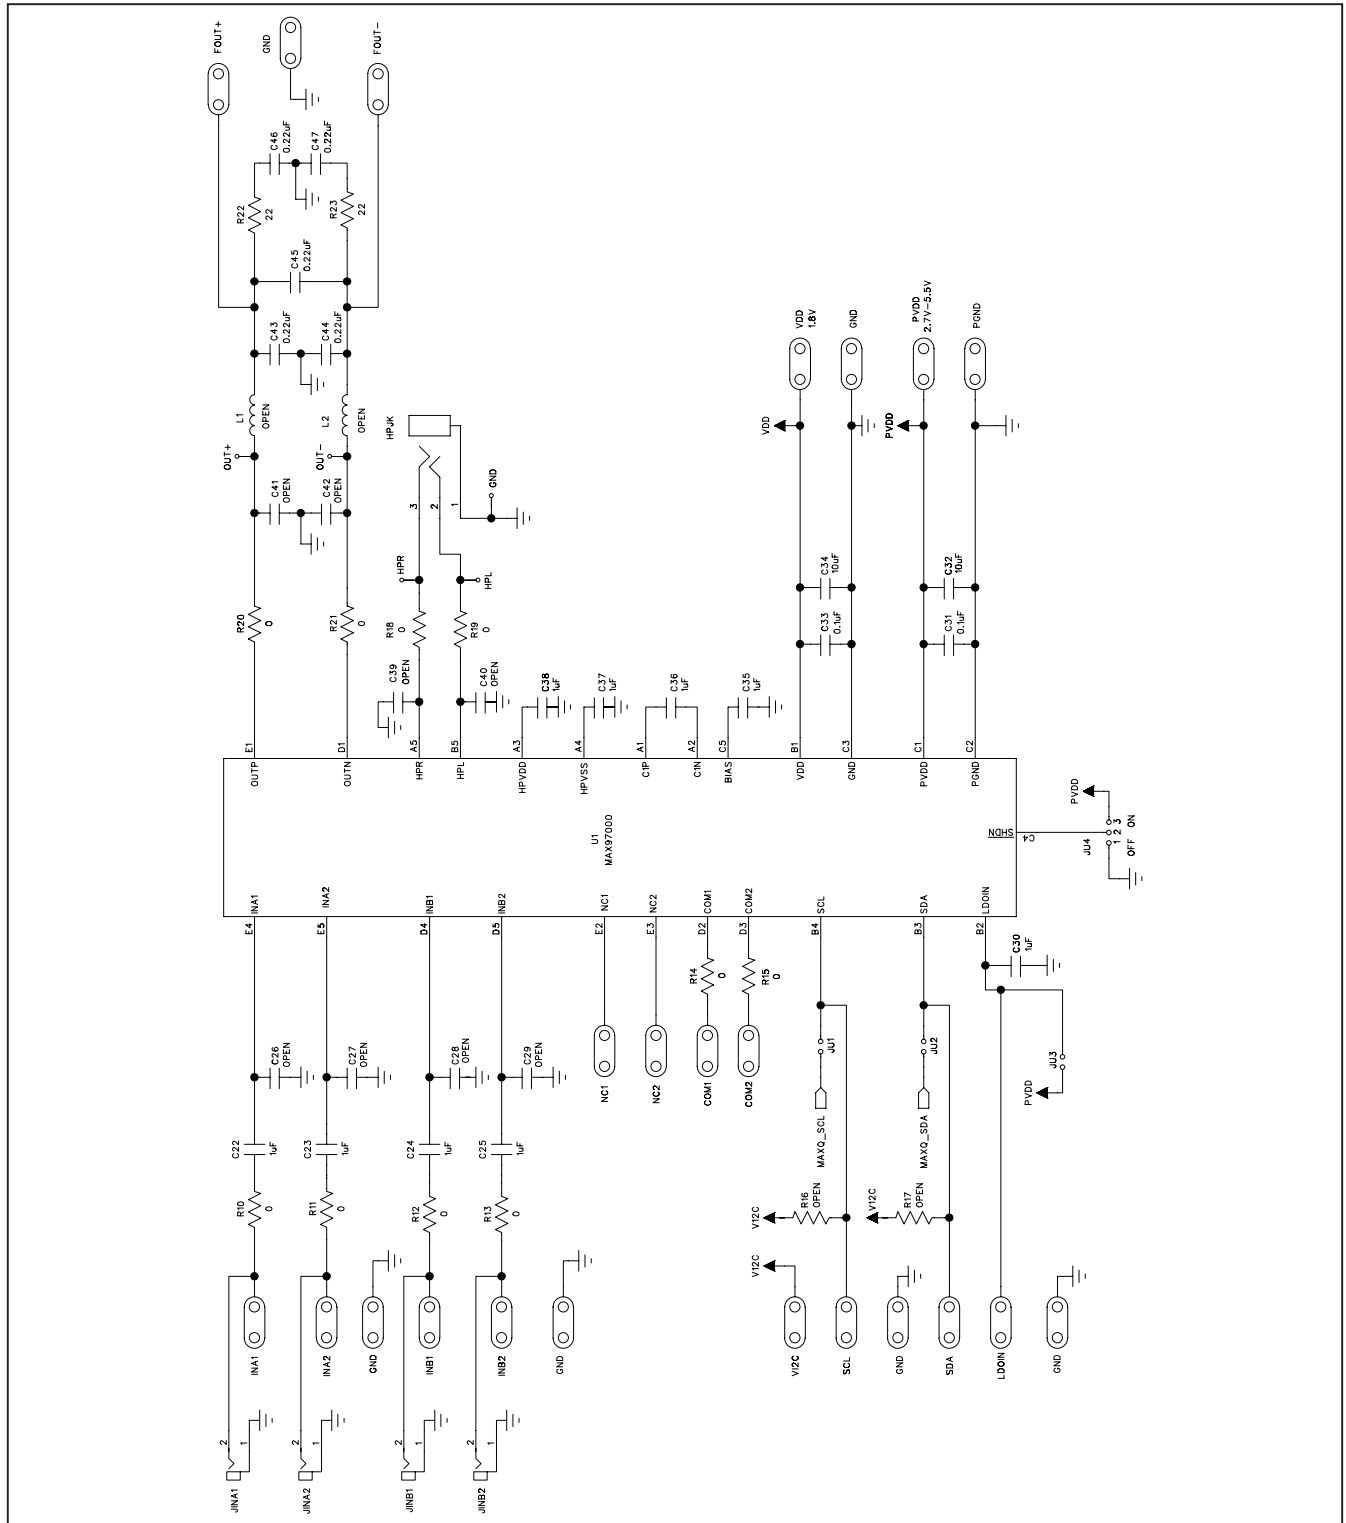 FOUT+
GND
FOUT-
C46
0.22uF
C47
0.22uF
R22
22
R23
22
C45
0.22uF
C43
0.22uF
C44
0.22uF
L1
OPEN
L2
OPEN
OUT+
OUT-
C41
OPEN
C42
OPEN
R20
0
R21
0
HPJK
3
2
1
GND
HPR
HPL
R18
0
R19
0
C39
OPEN
C40
OPEN
C38
1uF
C37
1uF
C36
1uF
C35
1uF
VDD
1.8V
GND
PVDD
2.7V-5.5V
PGND
VDD
PVDD
C34
10uF
C32
10uF
C33
0.1uF
C31
0.1uF
E1
D1
A5
B5
A3
A4
A1
A2
C5
B1
C3
C1
C2
OUTP
OUTN
HPR
HPL
HPVDD
HPVSS
C1P
C1N
BIAS
VDD
GND
PVDD
PGND
U1
MAX97000
SHDN
C4
PVDD
JU4
1 2 3
OFF
ON
INA1
INA2
INB1
INB2
NC1
NC2
COM1
COM2
SCL
SDA
LDOIN
E4
E5
D4
D5
E2
E3
D2
D3
B4
B3
B2
C30
1uF
R14
0
R15
0
C26
OPEN
C27
OPEN
C28
OPEN
C29
OPEN
NC1
NC2
COM1
COM2
JU1
JU2
JU3
PVDD
MAXQ_SCL
MAXQ_SDA
C22
1uF
C23
1uF
C24
1uF
C25
1uF
R10
0
R11
0
R12
0
R13
0
V12C
R16
OPEN
V12C
R17
OPEN
V12C
INA1
INA2
GND
INB1
INB2
GND
VI2C
SCL
GND
SDA
LDOIN
GND
2
1
2
1
2
1
2
1
JINA1
JINA2
JINB1
JINB2